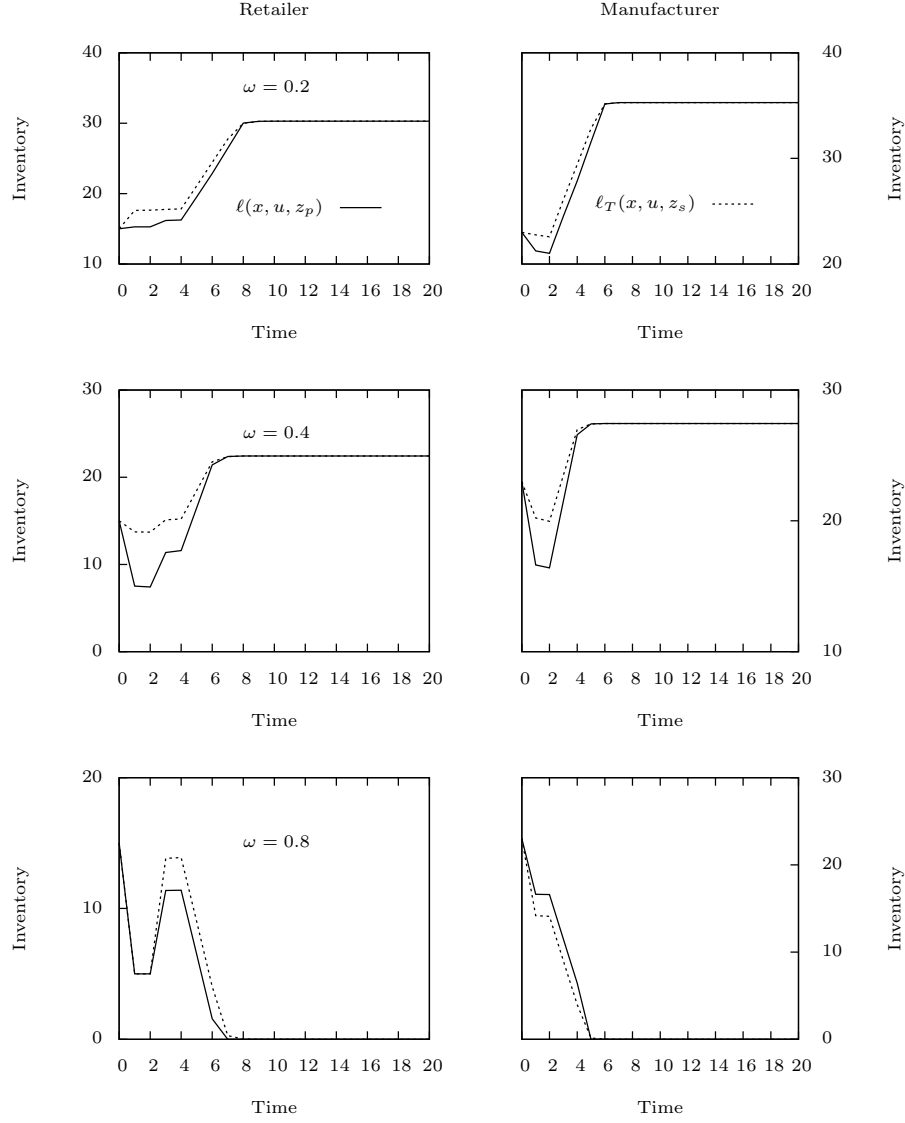 Retailer Manufacturer
40 40
ω = 0.2
30
30
Inventory Inventory
20 ℓ(x, u, z_p) ℓ_T(x, u, z_s)
10 20
0 2 4 6 8 10 12 14 16 18 20 0 2 4 6 8 10 12 14 16 18 20
Time Time
30 30
ω = 0.4
20
20
Inventory Inventory
10
0 10
0 2 4 6 8 10 12 14 16 18 20 0 2 4 6 8 10 12 14 16 18 20
Time Time
20 30
ω = 0.8
20
Inventory Inventory
10
10
0 0
0 2 4 6 8 10 12 14 16 18 20 0 2 4 6 8 10 12 14 16 18 20
Time Time